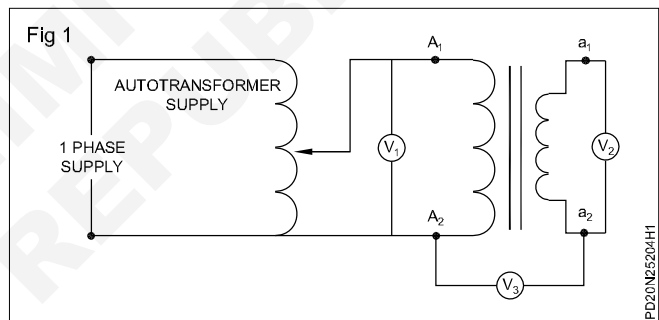 Fig 1
AUTOTRANSFORMER
SUPPLY
1 PHASE
SUPPLY
A₁
A₂
V₁
a₁
a₂
V₂
V₃
PD20N25204H1